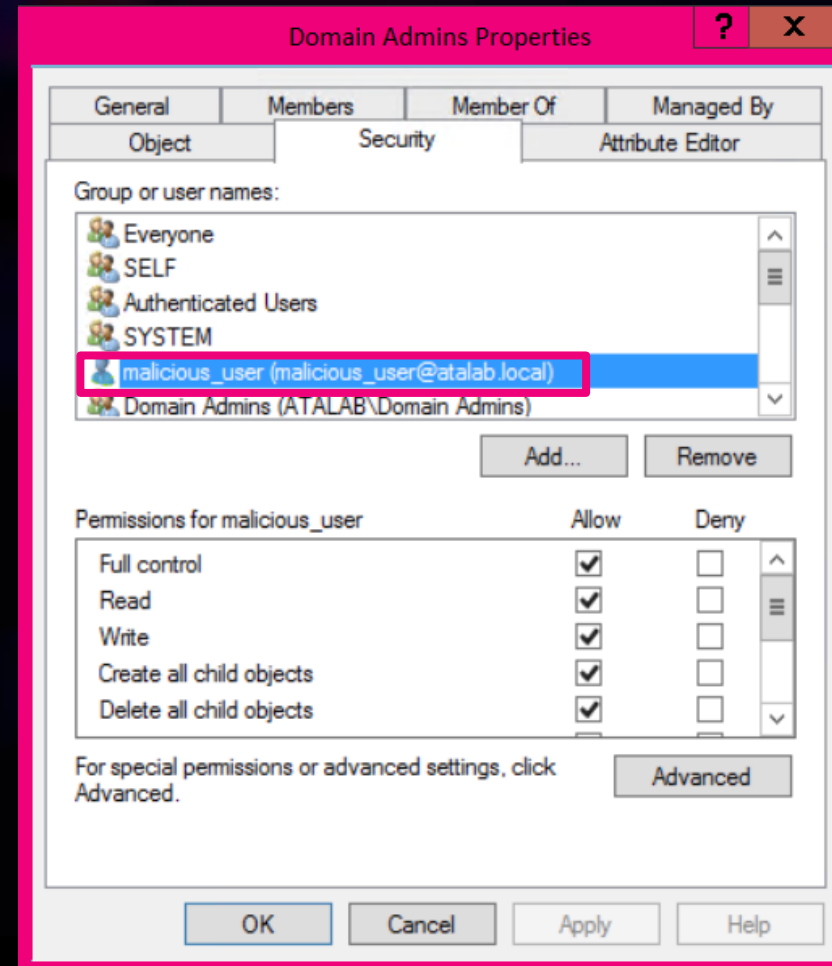 Domain Admins Properties
? x
General Members Member Of Managed By
Object Security Attribute Editor
Group or user names:
Everyone
SELF
Authenticated Users
SYSTEM
malicious_user (malicious_user@atalab.local)
Domain Admins (ATALAB\Domain Admins)
Add... Remove
Permissions for malicious_user Allow Deny
Full control
Read
Write
Create all child objects
Delete all child objects
For special permissions or advanced settings, click
Advanced.
Advanced
OK Cancel Apply Help